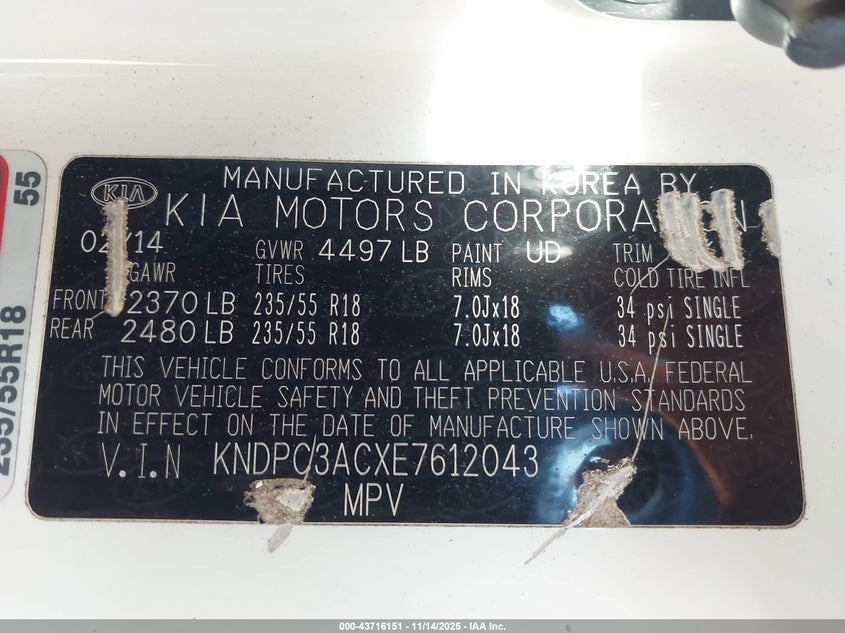 MANUFACTURED IN KOREA BY
KIA
KIA MOTORS CORPORATION
02/14 GVWR 4497 LB PAINT UD TRIM
GAWR TIRES RIMS COLD TIRE INFL
FRONT 2370 LB 235/55 R18 7.0Jx18 34 psi SINGLE
REAR 2480 LB 235/55 R18 7.0Jx18 34 psi SINGLE
THIS VEHICLE CONFORMS TO ALL APPLICABLE U.S.A. FEDERAL
MOTOR VEHICLE SAFETY AND THEFT PREVENTION STANDARDS
IN EFFECT ON THE DATE OF MANUFACTURE SHOWN ABOVE.
V.I.N KNDPC3ACXE7612043
MPV
55
235/55R18
000-43716151 - 11/14/2025 - IAA Inc.